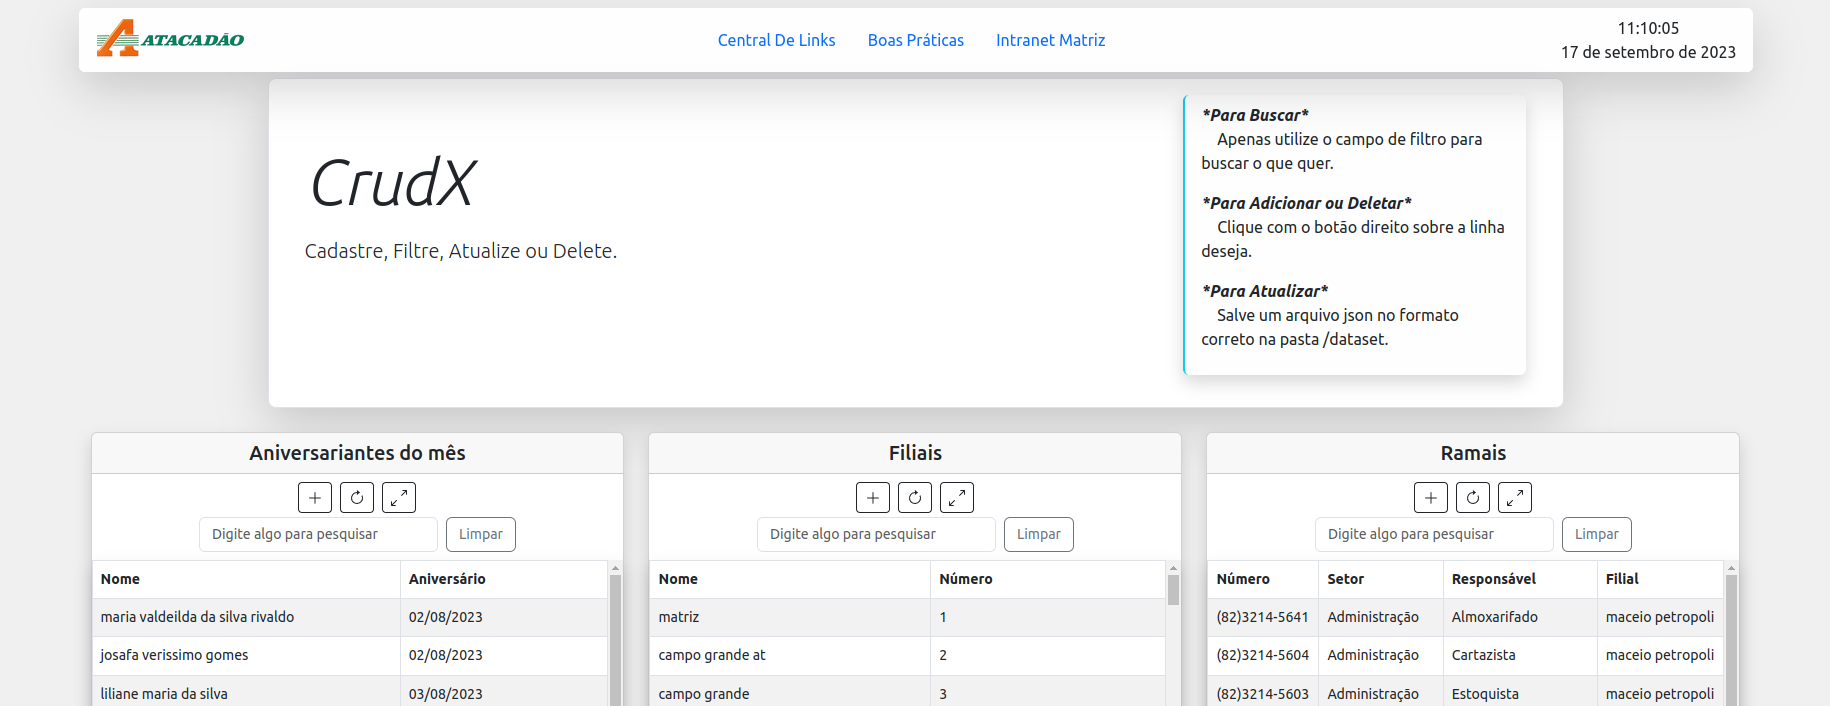 ATACADÃO
Central De Links Boas Práticas Intranet Matriz
11:10:05
17 de setembro de 2023
CrudX
Cadastre, Filtre, Atualize ou Delete.
*Para Buscar*
Apenas utilize o campo de filtro para
buscar o que quer.
*Para Adicionar ou Deletar*
Clique com o botão direito sobre a linha
deseja.
*Para Atualizar*
Salve um arquivo json no formato
correto na pasta /dataset.
Aniversariantes do mês
Digite algo para pesquisar Limpar
Nome Aniversário
maria valdeilda da silva rivaldo 02/08/2023
josafa verissimo gomes 02/08/2023
liliane maria da silva 03/08/2023
Filiais
Digite algo para pesquisar Limpar
Nome Número
matriz 1
campo grande at 2
campo grande 3
Ramais
Digite algo para pesquisar Limpar
Número Setor Responsável Filial
(82)3214-5641 Administração Almoxarifado maceio petropoli
(82)3214-5604 Administração Cartazista maceio petropoli
(82)3214-5603 Administração Estoquista maceio petropoli